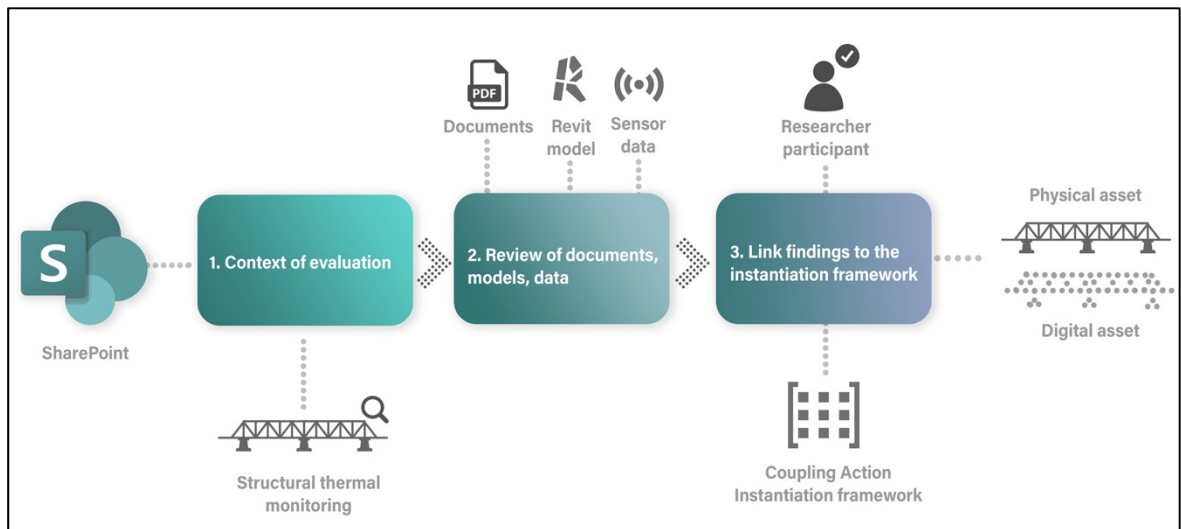 PDF
Documents
Revit
model
Sensor
data
Researcher
participant
Physical asset
S
1. Context of evaluation
2. Review of documents,
models, data
3. Link findings to the
instantiation framework
Digital asset
SharePoint
Structural thermal
monitoring
Coupling Action
Instantiation framework